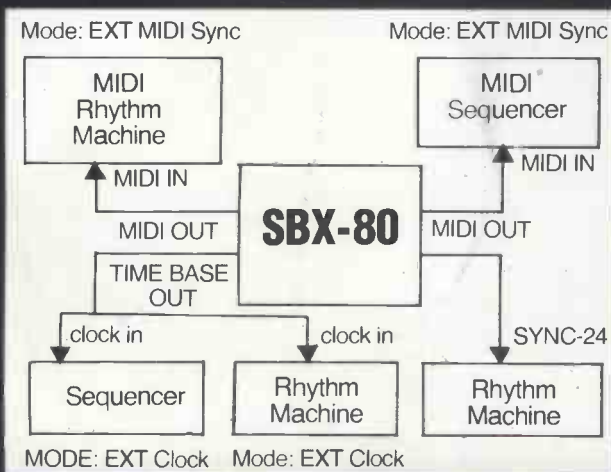 Mode: EXT MIDI Sync
Mode: EXT MIDI Sync
MIDI
Rhythm
Machine
MIDI
Sequencer
MIDI IN
MIDI IN
SBX-80
MIDI OUT
MIDI OUT
TIME BASE
OUT
clock in
clock in
SYNC-24
Sequencer
Rhythm
Machine
Rhythm
Machine
MODE: EXT Clock
Mode: EXT Clock